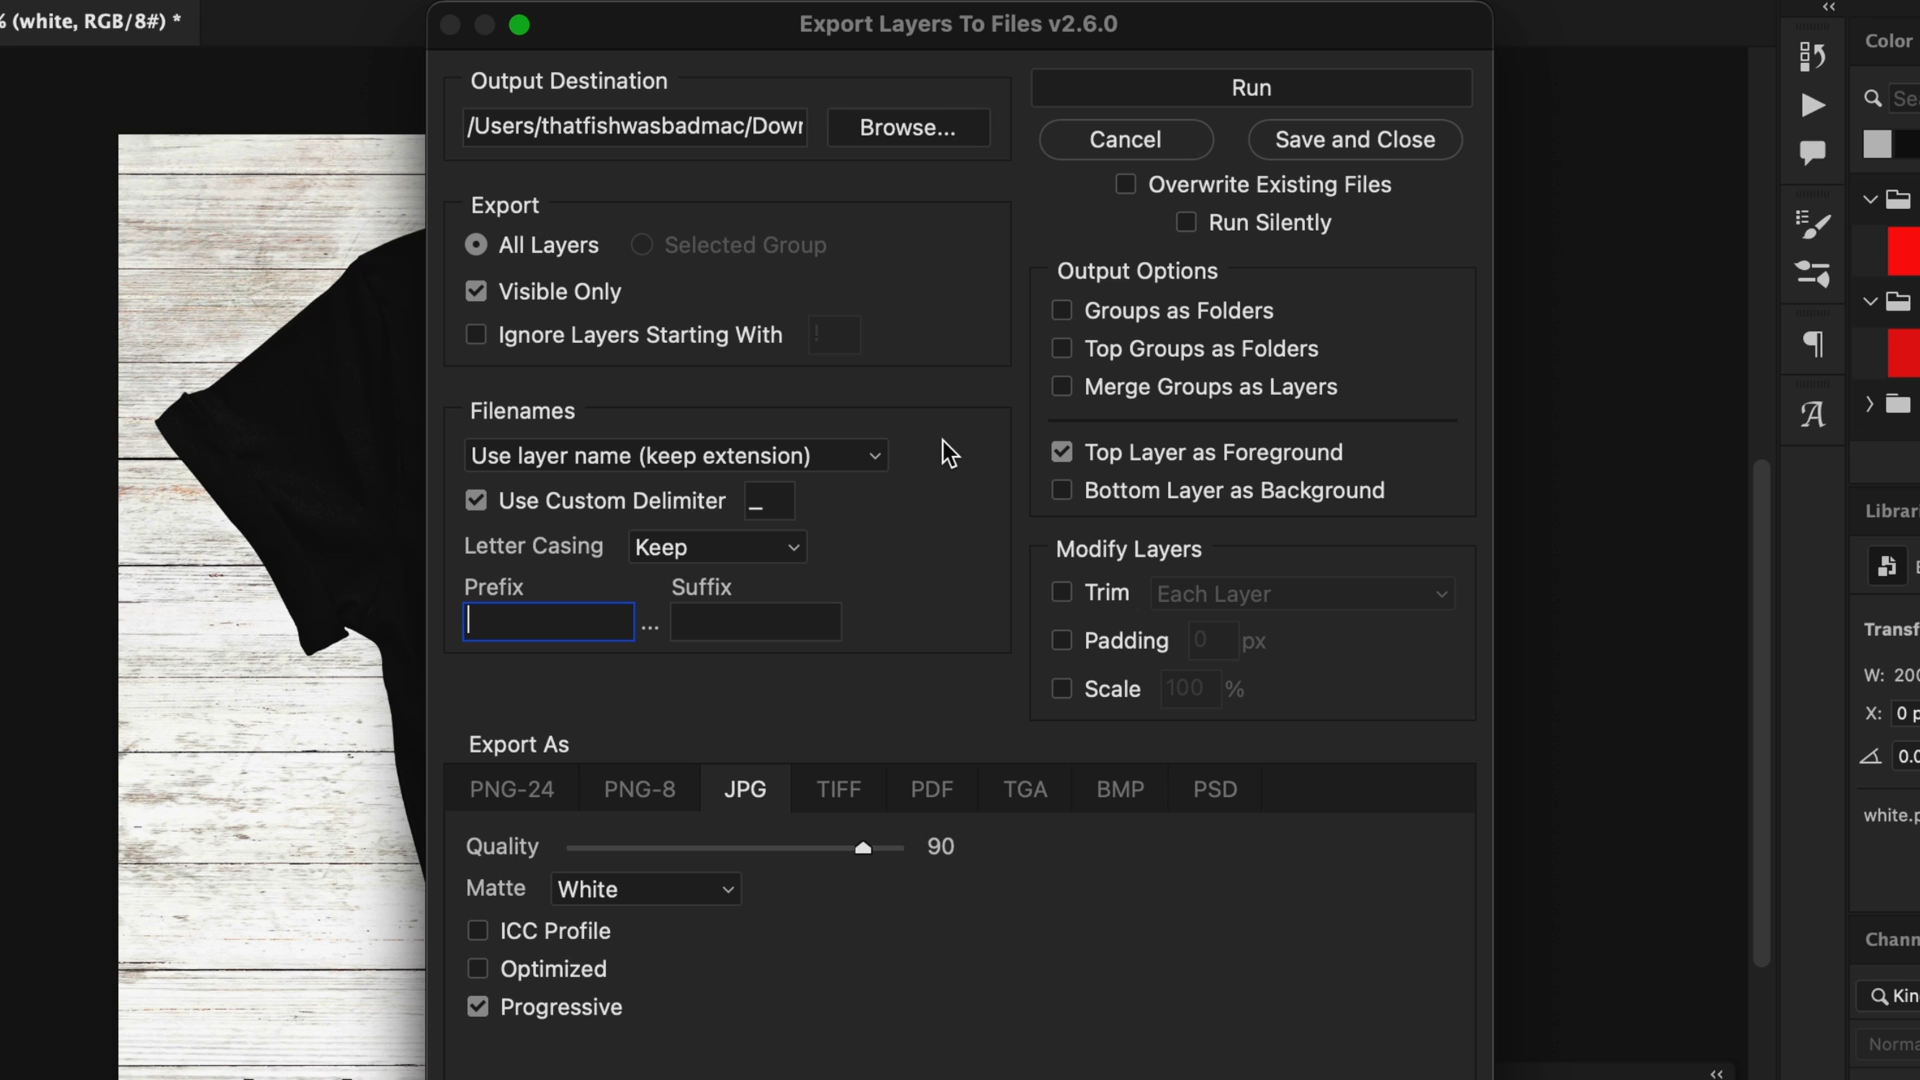 % (white, RGB/8#) *
Export Layers To Files v2.6.0
Output Destination
/Users/thatfishwasbadmac/Dowr
Browse...
Export
All Layers
Selected Group
Visible Only
Ignore Layers Starting With
!
Filenames
Use layer name (keep extension)
Use Custom Delimiter
_
Letter Casing
Keep
Prefix
Suffix
...
Run
Cancel
Save and Close
Overwrite Existing Files
Run Silently
Output Options
Groups as Folders
Top Groups as Folders
Merge Groups as Layers
Top Layer as Foreground
Bottom Layer as Background
Modify Layers
Trim
Each Layer
Padding
0
px
Scale
100
%
Export As
PNG-24
PNG-8
JPG
TIFF
PDF
TGA
BMP
PSD
Quality
90
Matte
White
ICC Profile
Optimized
Progressive
Color
Sea
Librari
Transf
W: 200
X: 0 p
0.0
white.p
Chann
Kin
Norma